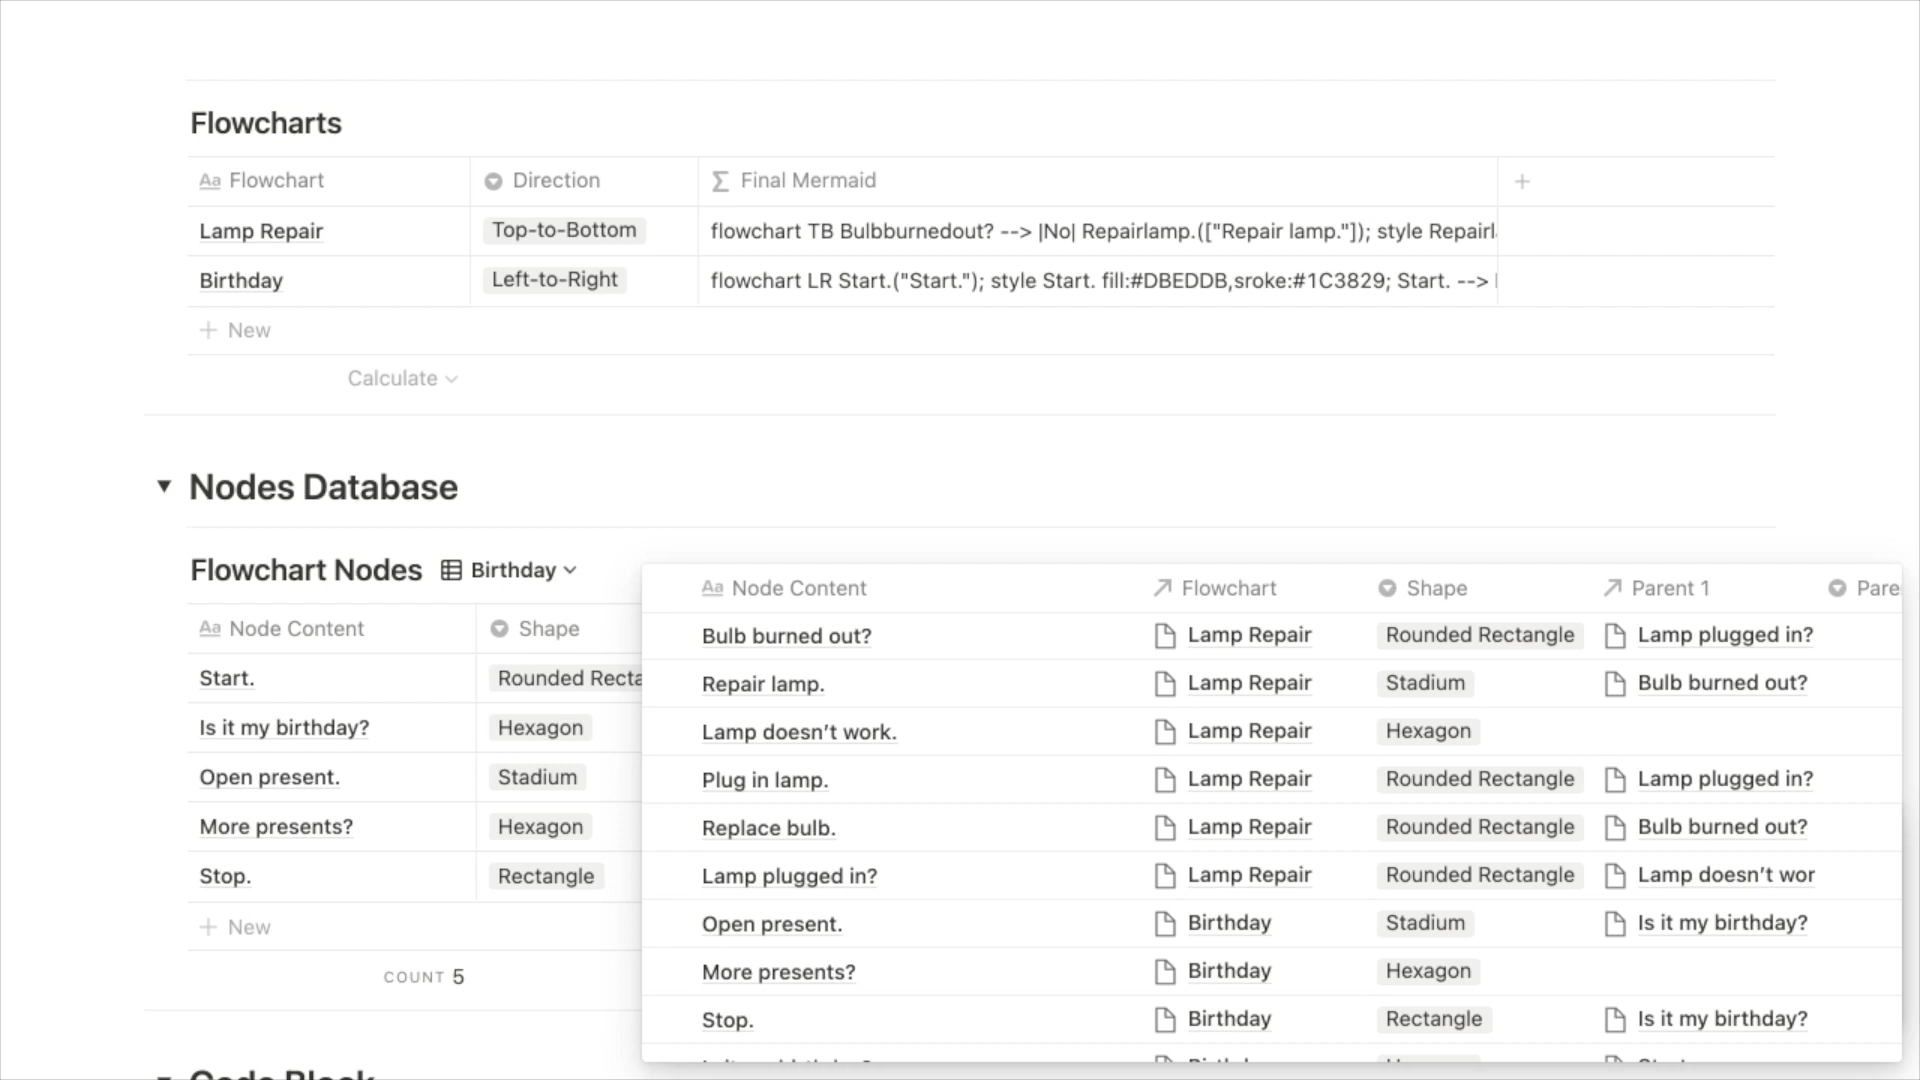 Flowcharts
Aa Flowchart Direction Σ Final Mermaid +
Lamp Repair Top-to-Bottom flowchart TB Bulbburnedout? --> |No| Repairlamp.(["Repair lamp."]); style Repairl
Birthday Left-to-Right flowchart LR Start.("Start."); style Start. fill:#DBEDDB,sroke:#1C3829; Start. -->
+ New
Calculate
Nodes Database
Flowchart Nodes Birthday
Aa Node Content Shape
Start. Rounded Recta
Is it my birthday? Hexagon
Open present. Stadium
More presents? Hexagon
Stop. Rectangle
+ New
COUNT 5
Aa Node Content Flowchart Shape Parent 1 Pare
Bulb burned out? Lamp Repair Rounded Rectangle Lamp plugged in?
Repair lamp. Lamp Repair Stadium Bulb burned out?
Lamp doesn’t work. Lamp Repair Hexagon
Plug in lamp. Lamp Repair Rounded Rectangle Lamp plugged in?
Replace bulb. Lamp Repair Rounded Rectangle Bulb burned out?
Lamp plugged in? Lamp Repair Rounded Rectangle Lamp doesn’t wor
Open present. Birthday Stadium Is it my birthday?
More presents? Birthday Hexagon
Stop. Birthday Rectangle Is it my birthday?
Code Block